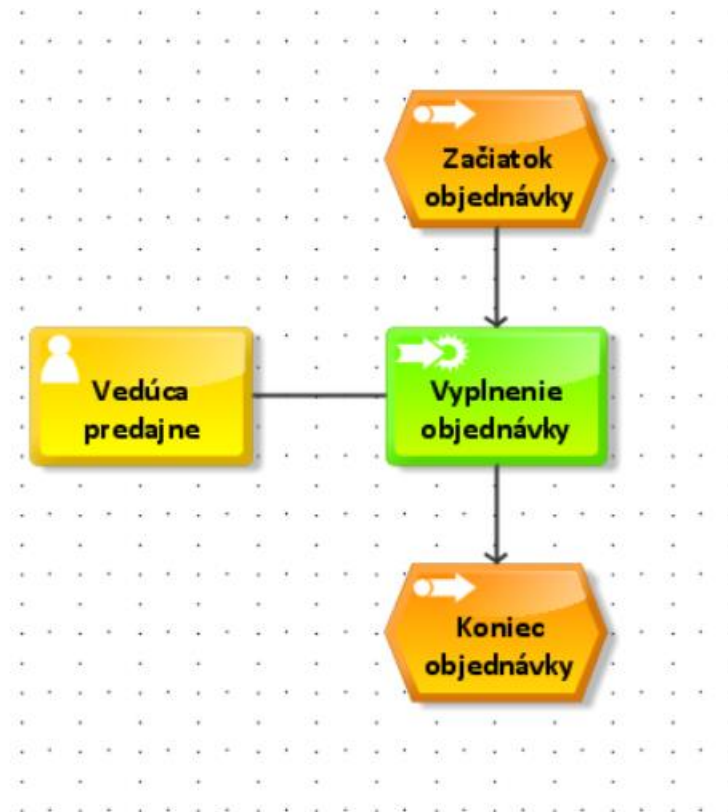 Začiatok
objednávky
Vedúca
predajne
Vyplnenie
objednávky
Koniec
objednávky